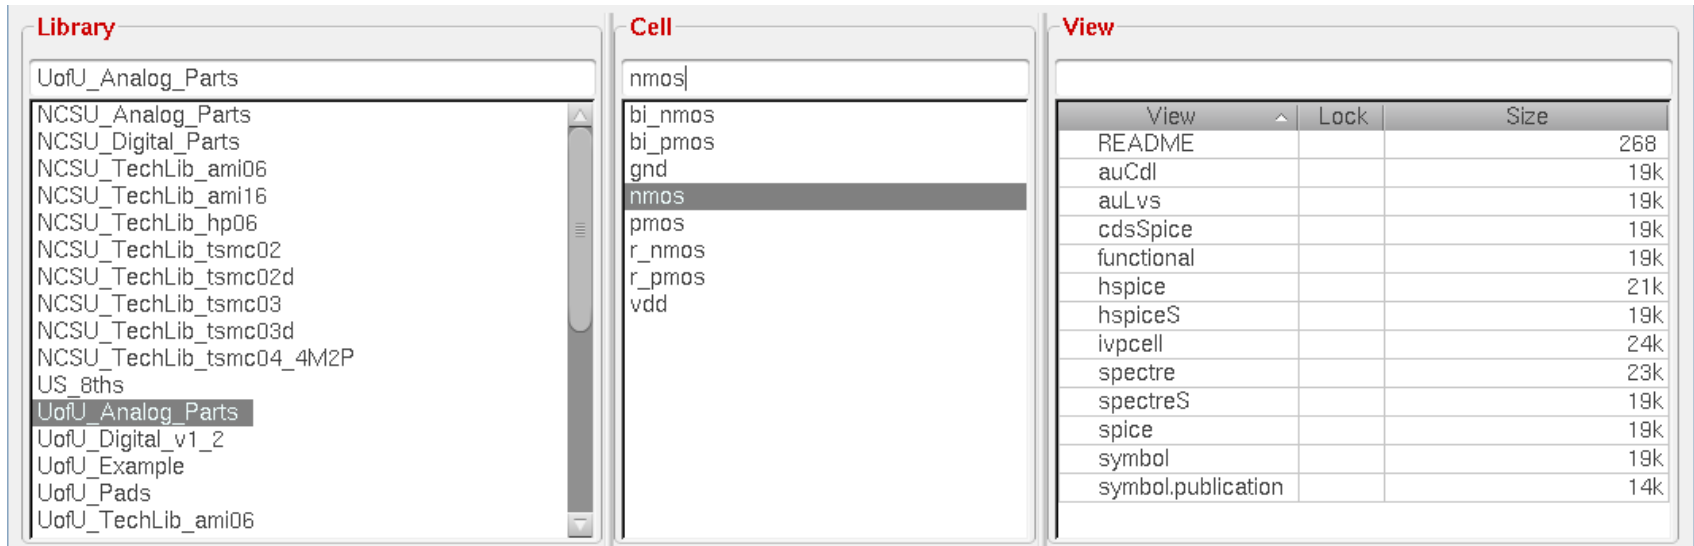 Library
UofU_Analog_Parts
NCSU_Analog_Parts
NCSU_Digital_Parts
NCSU_TechLib_ami06
NCSU_TechLib_ami16
NCSU_TechLib_hp06
NCSU_TechLib_tsmc02
NCSU_TechLib_tsmc02d
NCSU_TechLib_tsmc03
NCSU_TechLib_tsmc03d
NCSU_TechLib_tsmc04_4M2P
US_8ths
UofU_Analog_Parts
UofU_Digital_v1_2
UofU_Example
UofU_Pads
UofU_TechLib_ami06
Cell
nmos
bi_nmos
bi_pmos
gnd
nmos
pmos
r_nmos
r_pmos
vdd
View
View Lock Size
README 268
auCdl 19k
auLvs 19k
cdsSpice 19k
functional 19k
hspice 21k
hspiceS 19k
ivpcell 24k
spectre 23k
spectreS 19k
spice 19k
symbol 19k
symbol.publication 14k